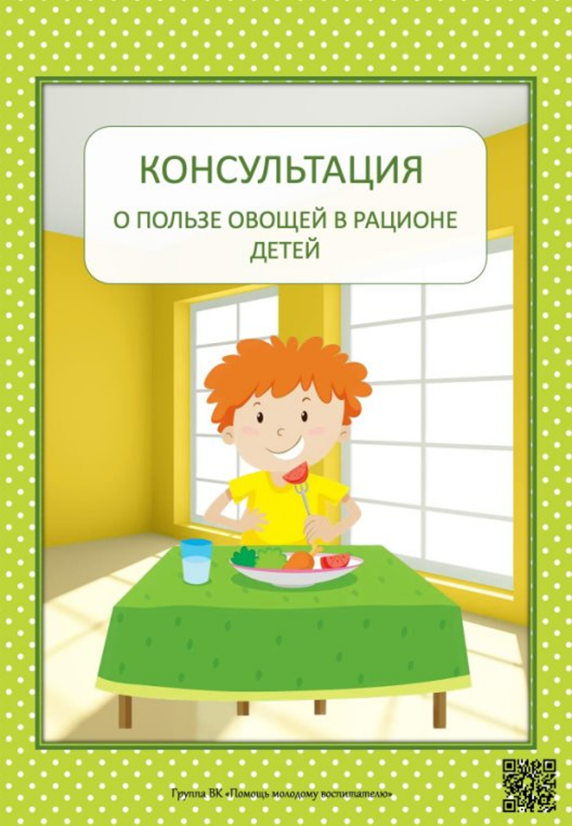 КОНСУЛЬТАЦИЯ
О ПОЛЬЗЕ ОВОЩЕЙ В РАЦИОНЕ
ДЕТЕЙ
Группа ВК «Помощь молодому воспитателю»